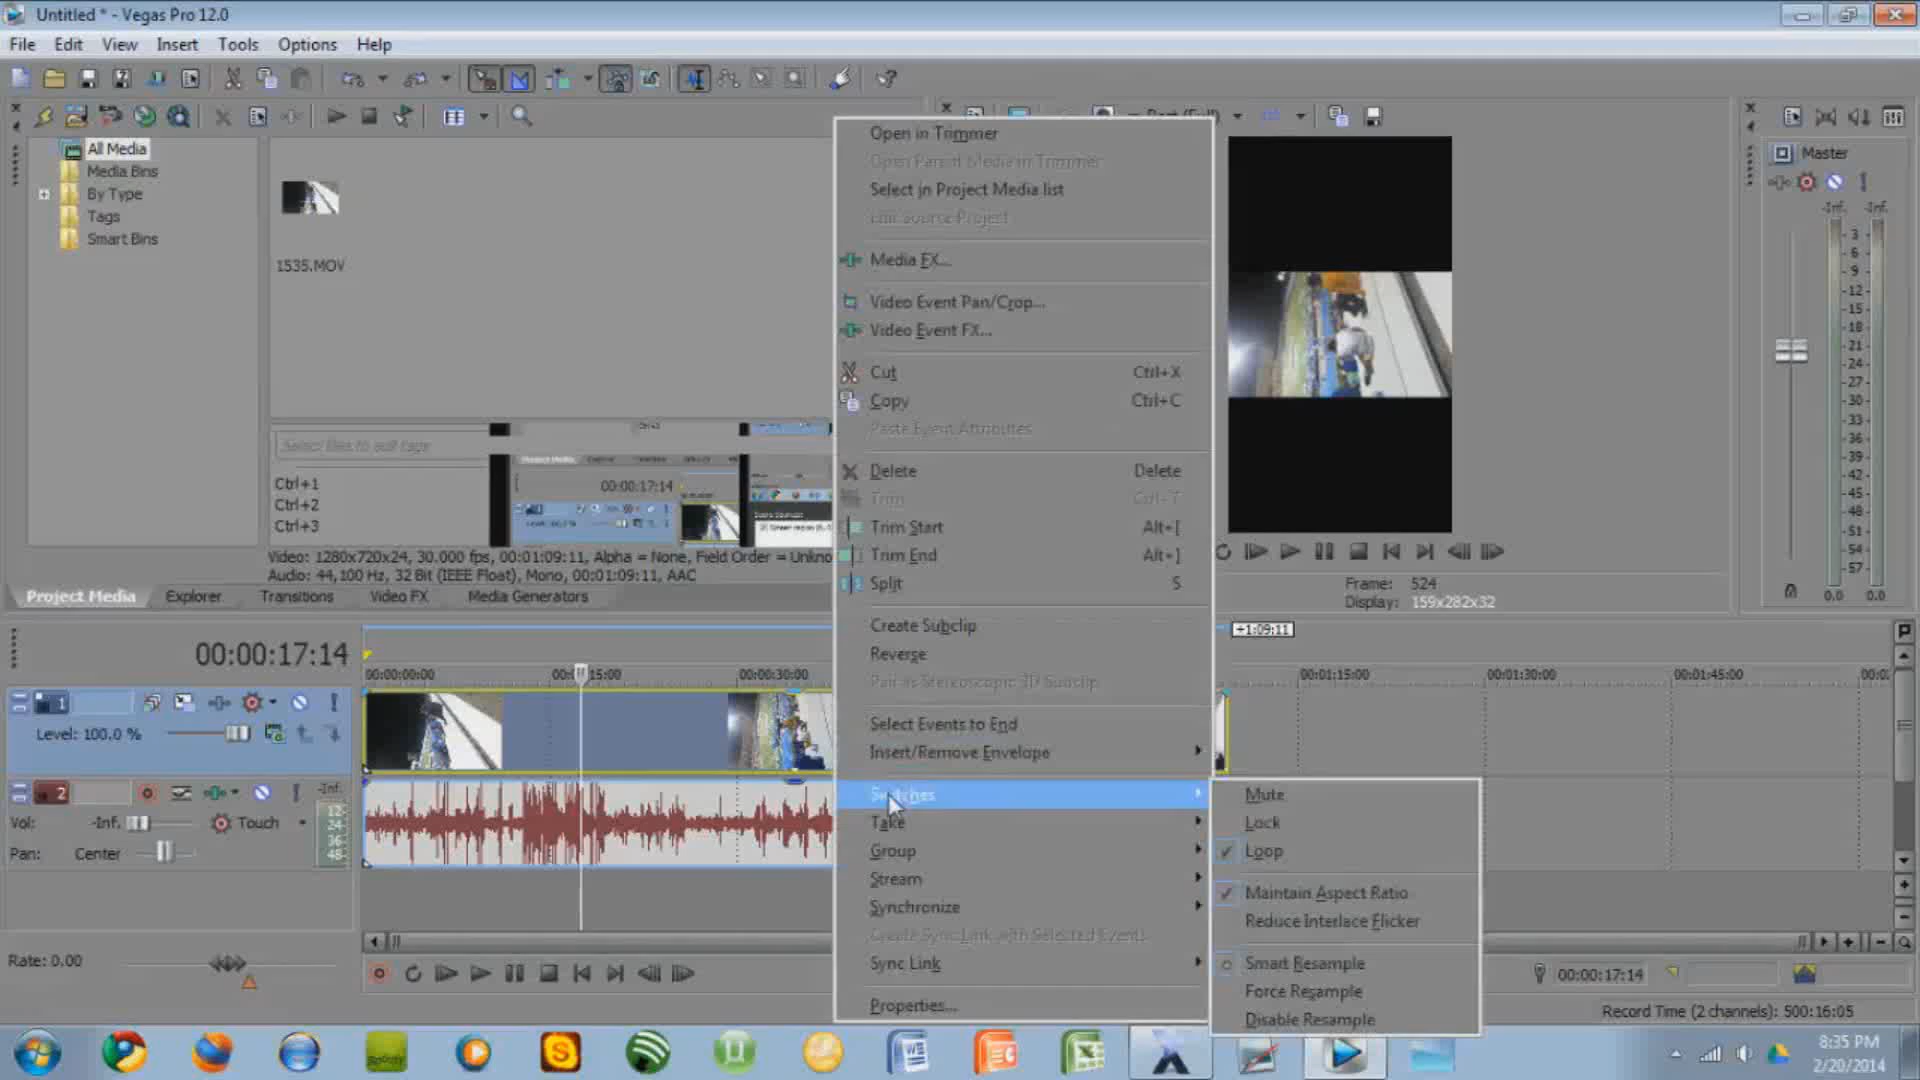 Untitled * - Vegas Pro 12.0
File Edit View Insert Tools Options Help
All Media
Media Bins
By Type
Tags
Smart Bins
1535.MOV
Select files to edit tags
Ctrl+1
Ctrl+2
Ctrl+3
00:00:17:14
Video: 1280x720x24, 30.000 fps, 00:01:09:11, Alpha = None, Field Order = Unkno
Audio: 44,100 Hz, 32 Bit (IEEE Float), Mono, 00:01:09:11, AAC
Project Media Explorer Transitions Video FX Media Generators
Open in Trimmer
Open Parent Media in Trimmer
Select in Project Media list
Edit Source Project
Media FX...
Video Event Pan/Crop...
Video Event FX...
Cut Ctrl+X
Copy Ctrl+C
Paste Event Attributes
Delete Delete
Trim Ctrl+T
Trim Start Alt+[
Trim End Alt+]
Split S
Create Subclip
Reverse
Pair as Stereoscopic 3D Subclip
Select Events to End
Insert/Remove Envelope
Switches
Take
Group
Stream
Synchronize
Create Sync Link with Selected Events
Sync Link
Properties...
Mute
Lock
Loop
Maintain Aspect Ratio
Reduce Interlace Flicker
Smart Resample
Force Resample
Disable Resample
Frame: 524
Display: 159x282x32
Master
-Inf. -Inf.
3
6
9
12
15
18
21
24
27
30
33
36
39
42
45
48
51
54
57
0.0 0.0
00:00:17:14
+1:09:11
00:00:00:00 00:00:30:00 00:01:15:00 00:01:30:00 00:01:45:00
1
Level: 100.0 %
2
-Inf.
Vol: -Inf. Touch
12
24
36
48
Pan: Center
Rate: 0.00
00:00:17:14
Record Time (2 channels): 500:16:05
8:35 PM
2/20/2014